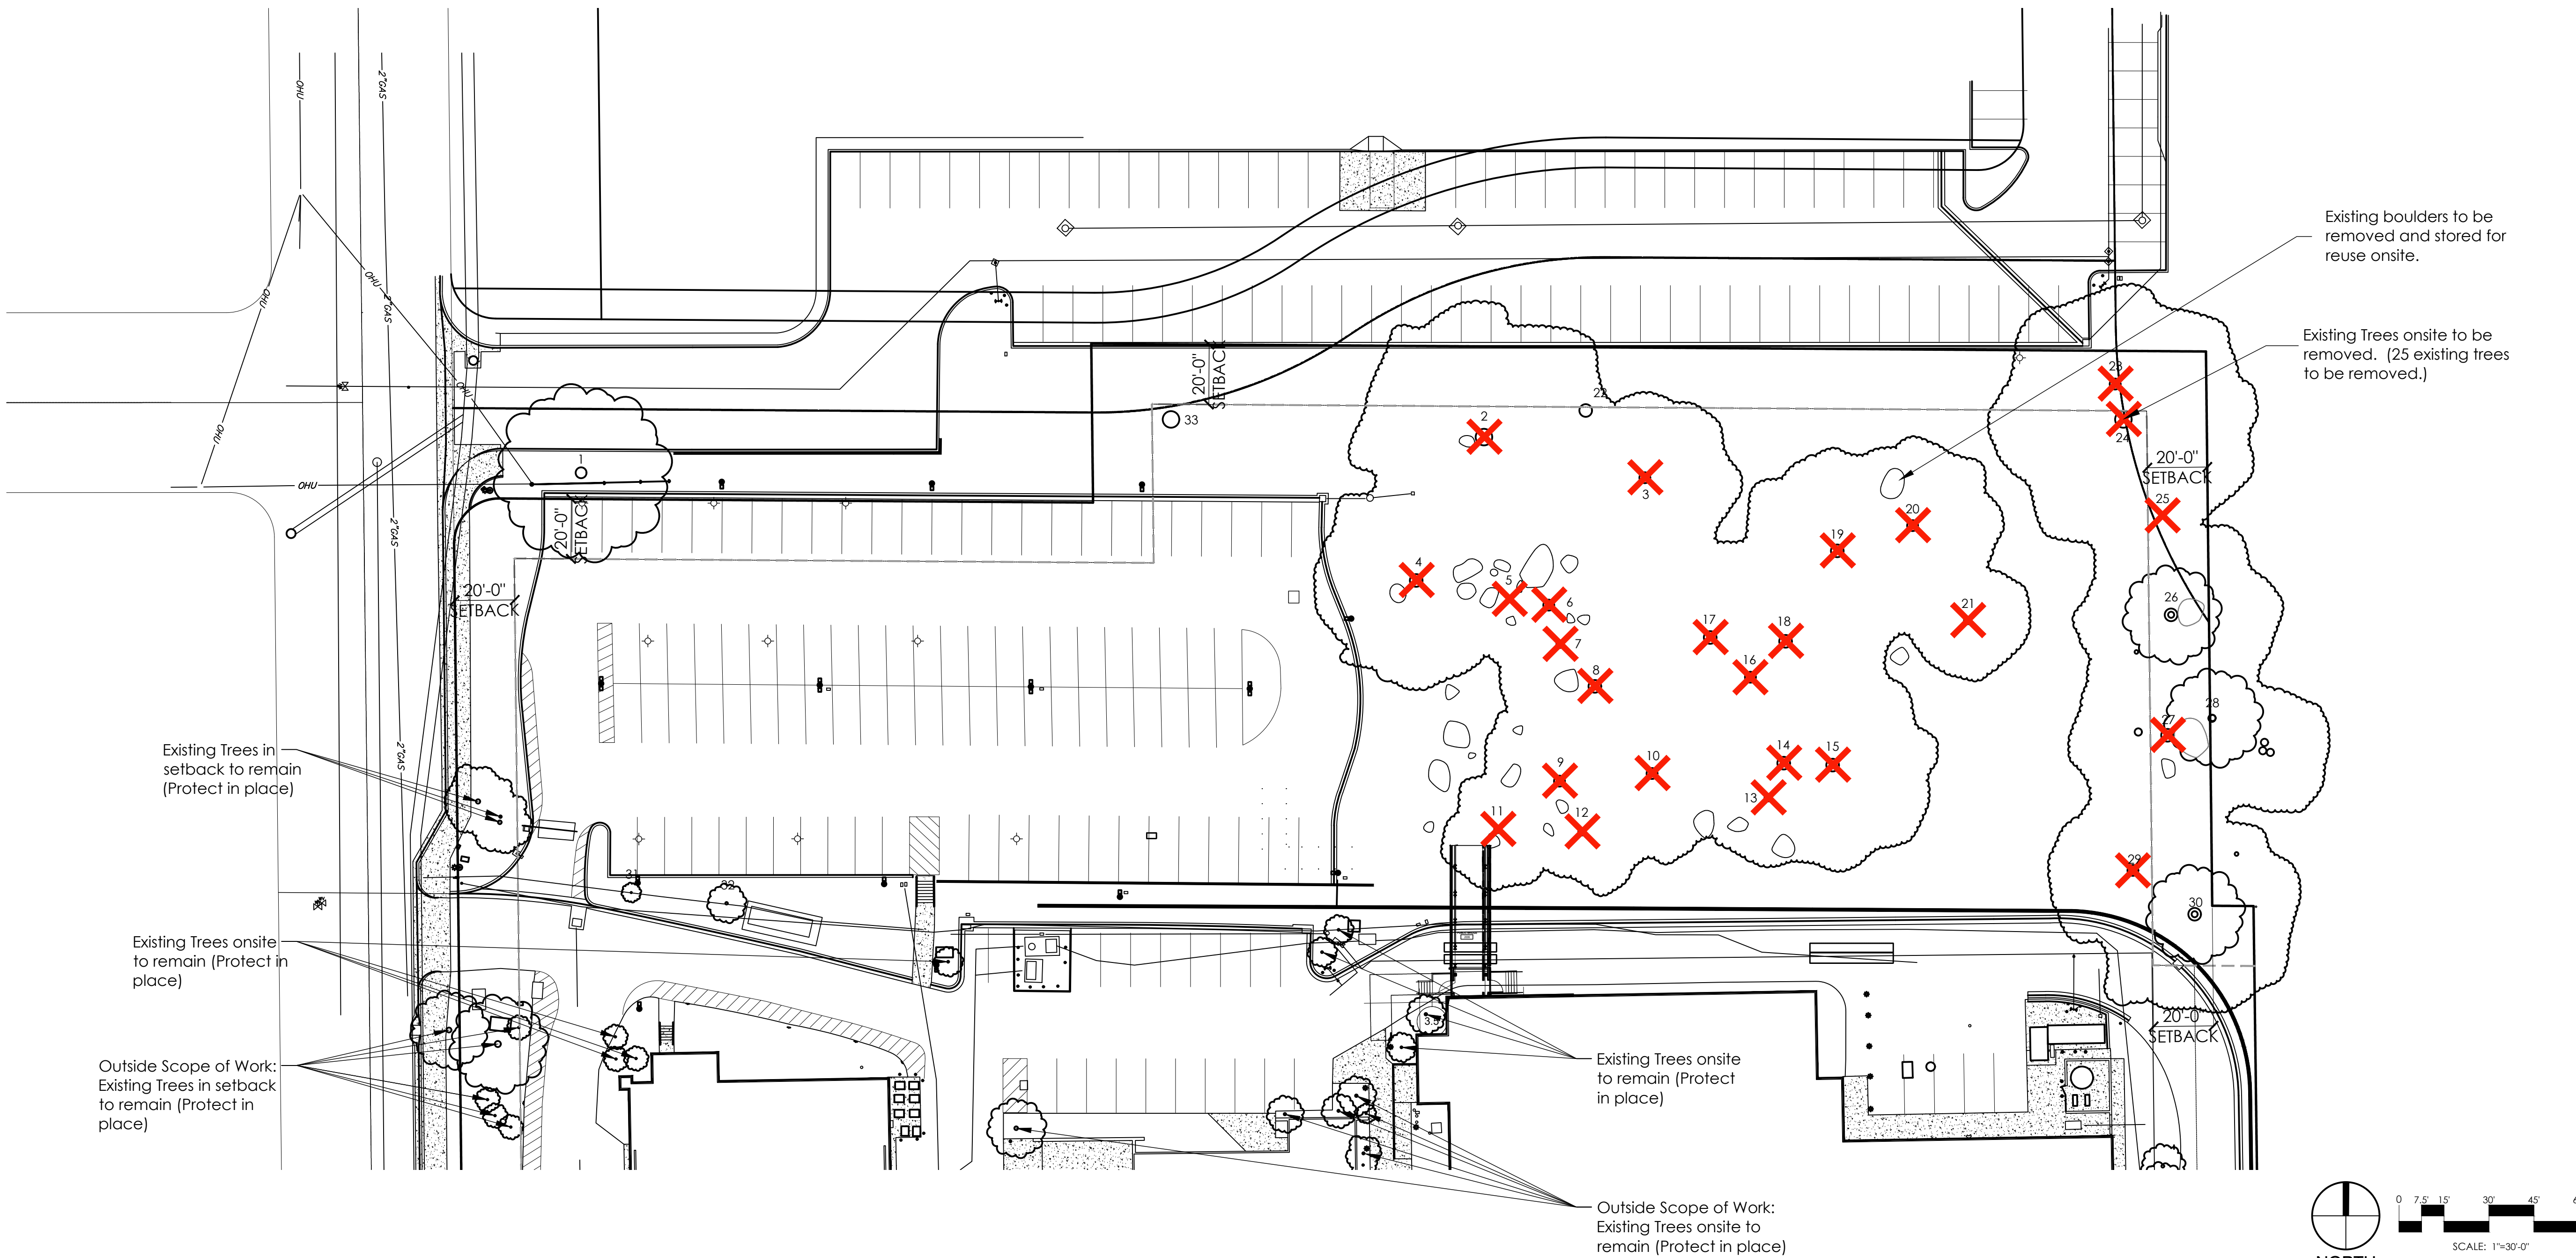 OHU
2"GAS
Existing boulders to be
removed and stored for
reuse onsite.
OHU
OHU
2"GAS
Existing Trees onsite to be
removed. (25 existing trees
to be removed.)
20'-0"
SETBACK
23
OHU
22
33
2
24
OHU
1
20'-0"
SETBACK
OHU
3
25
20
2"GAS
20'-0"
SETBACK
19
4
5
20'-0"
SETBACK
6
26
21
17
18
7
16
8
28
27
Existing Trees in
setback to remain
(Protect in place)
2"GAS
9
10
14
15
13
11
12
29
31
32
30
Existing Trees onsite
to remain (Protect in
place)
3.5
20'-0
SETBACK
Outside Scope of Work:
Existing Trees in setback
to remain (Protect in
place)
Existing Trees onsite
to remain (Protect
in place)
Outside Scope of Work:
Existing Trees onsite to
remain (Protect in place)
0 7.5' 15' 30' 45'
SCALE: 1"=30'-0"
NORTH